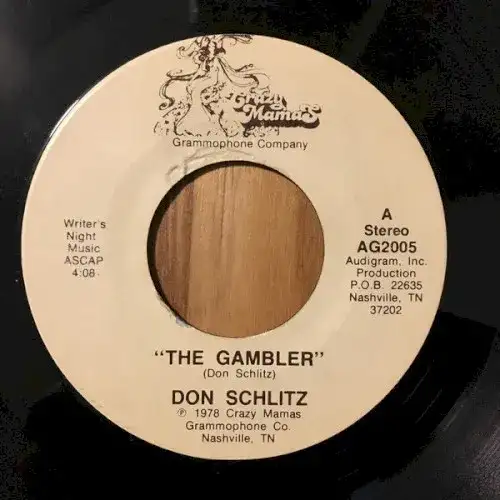 Crazy
Mama's
Grammophone Company
Writer's
Night
Music
ASCAP
4:08
A
Stereo
AG2005
Audigram, Inc.
Production
P.O.B. 22635
Nashville, TN
37202
"THE GAMBLER"
(Don Schlitz)
DON SCHLITZ
℗ 1978 Crazy Mamas
Grammophone Co.
Nashville, TN